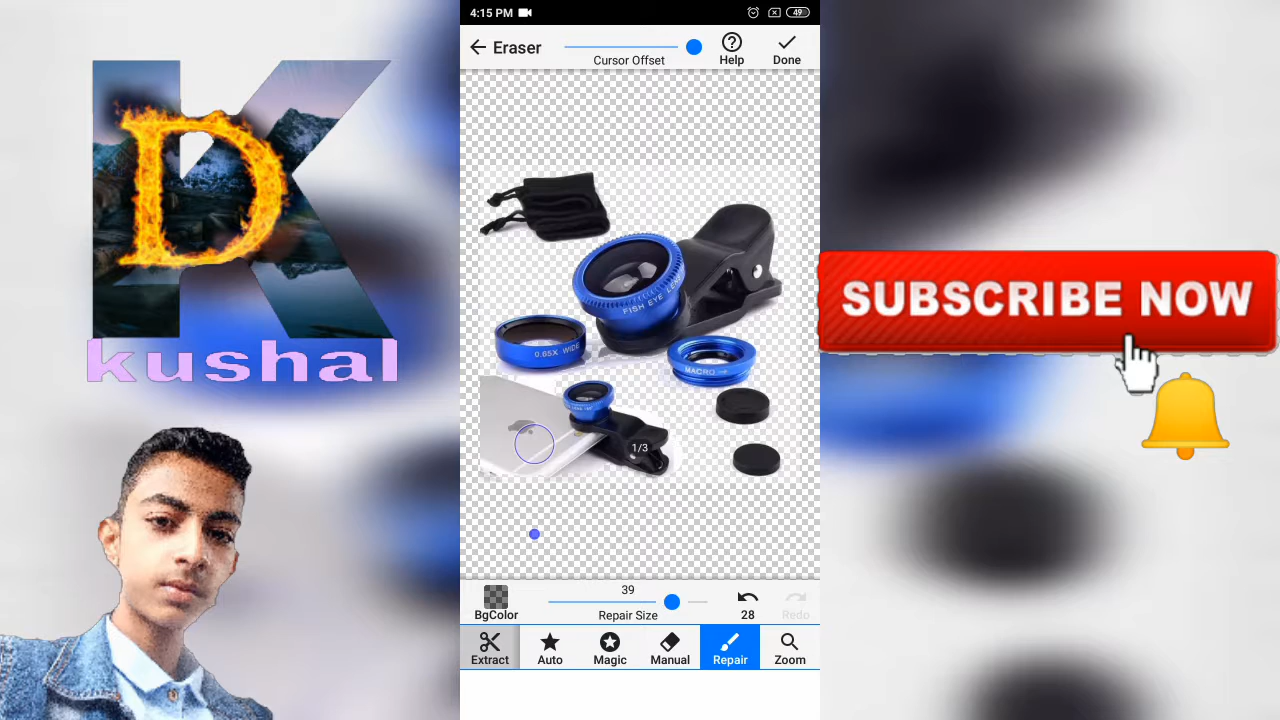 4:15 PM
49
Eraser
Cursor Offset
Help
Done
K
D
kushal
FISH EYE LENS
0.65X WIDE
MACRO
1/3
SUBSCRIBE NOW
39
BgColor
Repair Size
28
Redo
Extract
Auto
Magic
Manual
Repair
Zoom